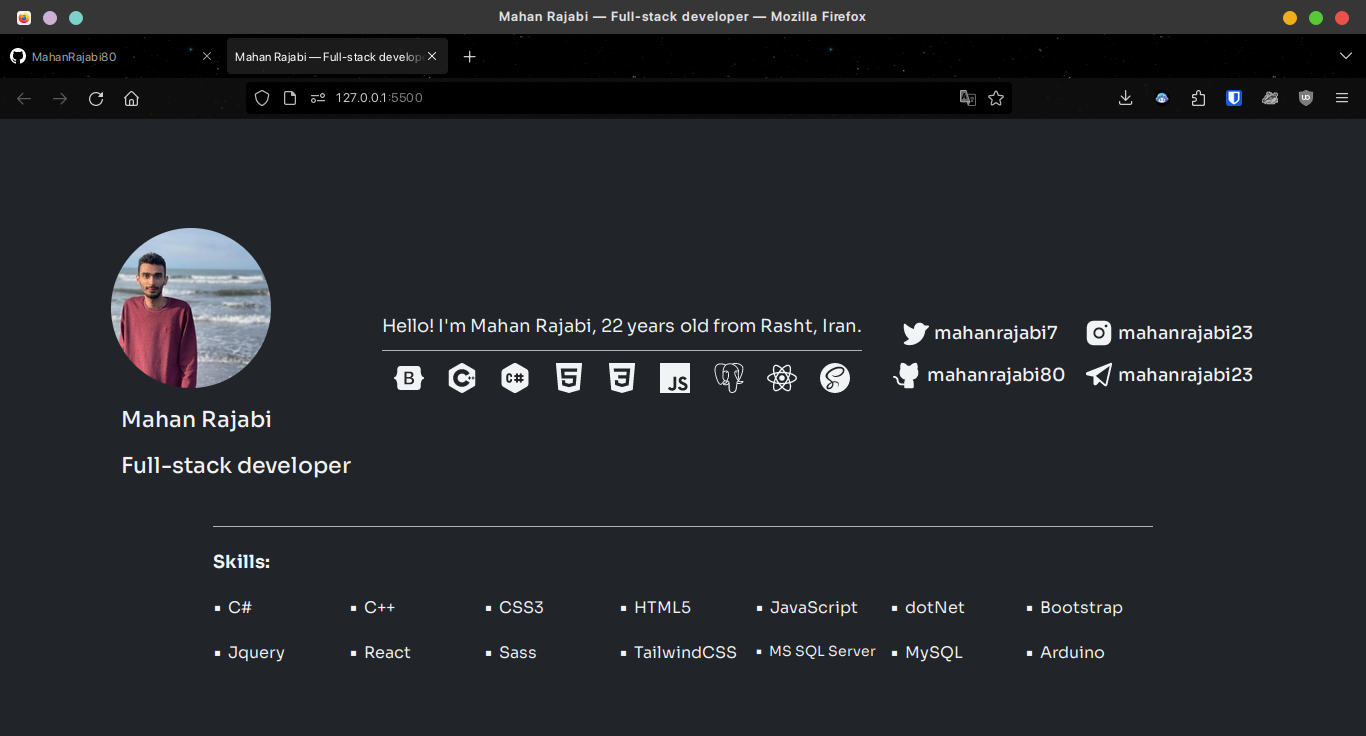 Mahan Rajabi — Full-stack developer — Mozilla Firefox
MahanRajabi80
Mahan Rajabi — Full-stack develop
127.0.0.1:5500
Hello! I'm Mahan Rajabi, 22 years old from Rasht, Iran.
B C C# 5 3 JS
mahanrajabi7 mahanrajabi23
mahanrajabi80 mahanrajabi23
Mahan Rajabi
Full-stack developer
Skills:
▪ C# ▪ C++ ▪ CSS3 ▪ HTML5 ▪ JavaScript ▪ dotNet ▪ Bootstrap
▪ Jquery ▪ React ▪ Sass ▪ TailwindCSS ▪ MS SQL Server ▪ MySQL ▪ Arduino